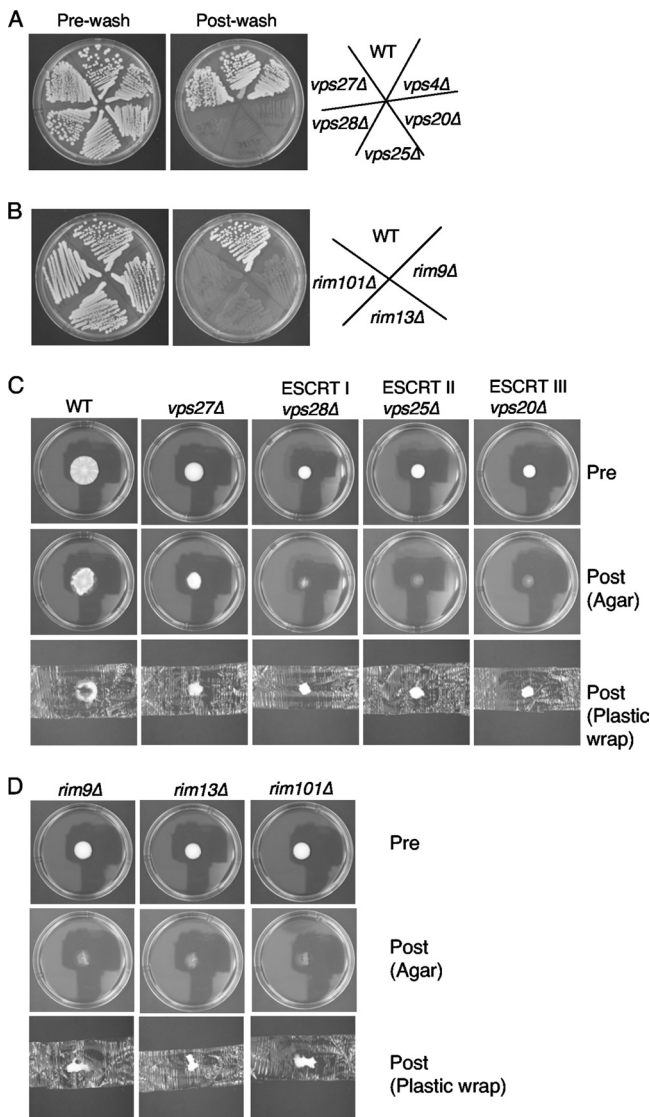 A
Pre-wash Post-wash
WT
vps27Δ vps4Δ
vps28Δ vps20Δ
vps25Δ
B
WT
rim101Δ rim9Δ
rim13Δ
C
ESCRT I ESCRT II ESCRT III
WT vps27Δ vps28Δ vps25Δ vps20Δ
Pre
Post
(Agar)
Post
(Plastic
wrap)
D
rim9Δ rim13Δ rim101Δ
Pre
Post
(Agar)
Post
(Plastic wrap)